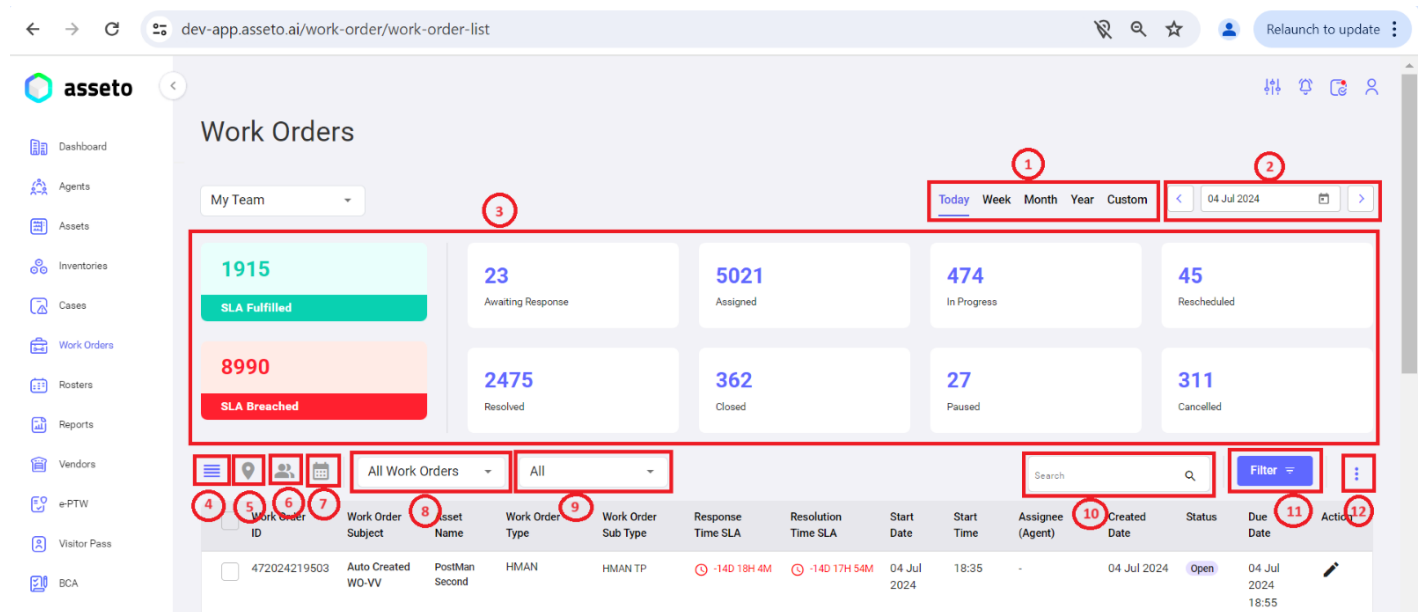 dev-app.asseto.ai/work-order/work-order-list
Relaunch to update
asseto
Dashboard
Agents
Assets
Inventories
Cases
Work Orders
Rosters
Reports
Vendors
e-PTW
Visitor Pass
BCA
Work Orders
My Team
1
Today Week Month Year Custom
2
04 Jul 2024
3
1915
SLA Fulfilled
8990
SLA Breached
23
Awaiting Response
5021
Assigned
474
In Progress
45
Rescheduled
2475
Resolved
362
Closed
27
Paused
311
Cancelled
4
5
6
7
All Work Orders
8
All
9
Search
10
Filter
11
12
Work Order ID
Work Order Subject
Asset Name
Work Order Type
Work Order Sub Type
Response Time SLA
Resolution Time SLA
Start Date
Start Time
Assignee (Agent)
Created Date
Status
Due Date
Action
472024219503
Auto Created WO-VV
PostMan Second
HMAN
HMAN TP
-14D 18H 4M
-14D 17H 54M
04 Jul 2024
18:35
-
04 Jul 2024
Open
04 Jul 2024 18:55